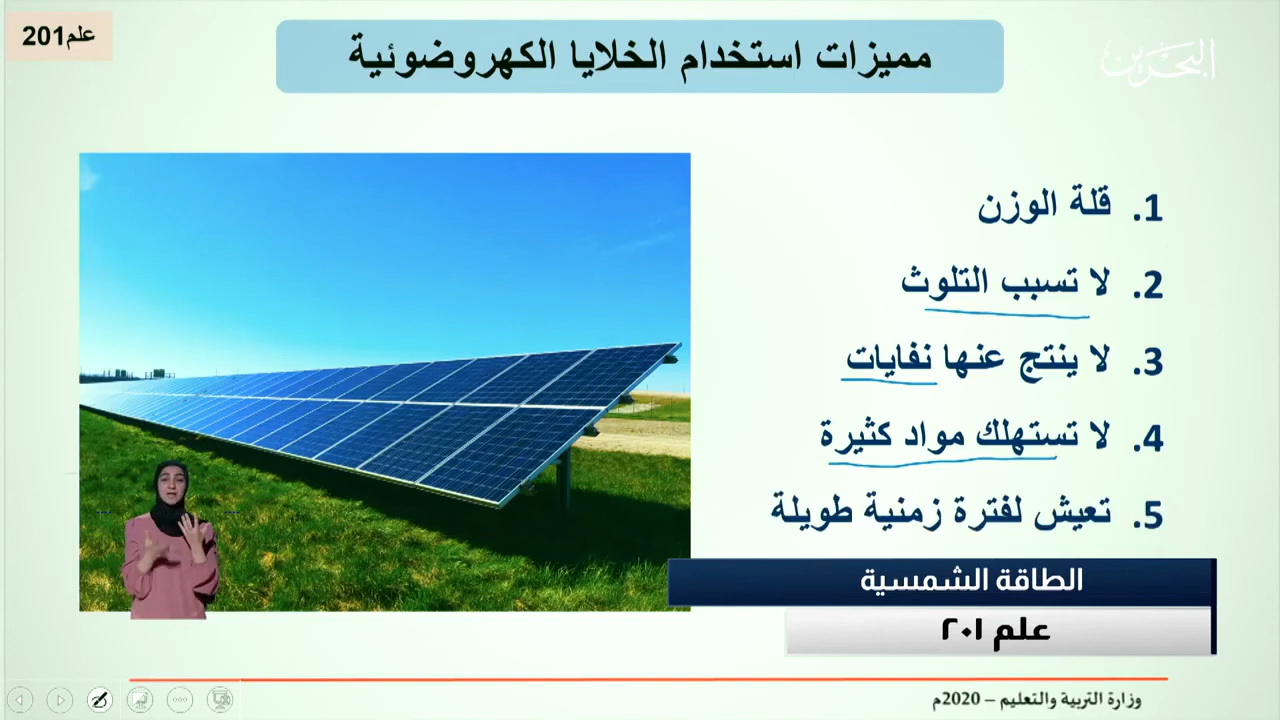 علم201
مميزات استخدام الخلايا الكهروضوئية
البحرين
1. قلة الوزن
2. لا تسبب التلوث
3. لا ينتج عنها نفايات
4. لا تستهلك مواد كثيرة
5. تعيش لفترة زمنية طويلة
الطاقة الشمسية
علم ٢٠١
وزارة التربية والتعليم – 2020م